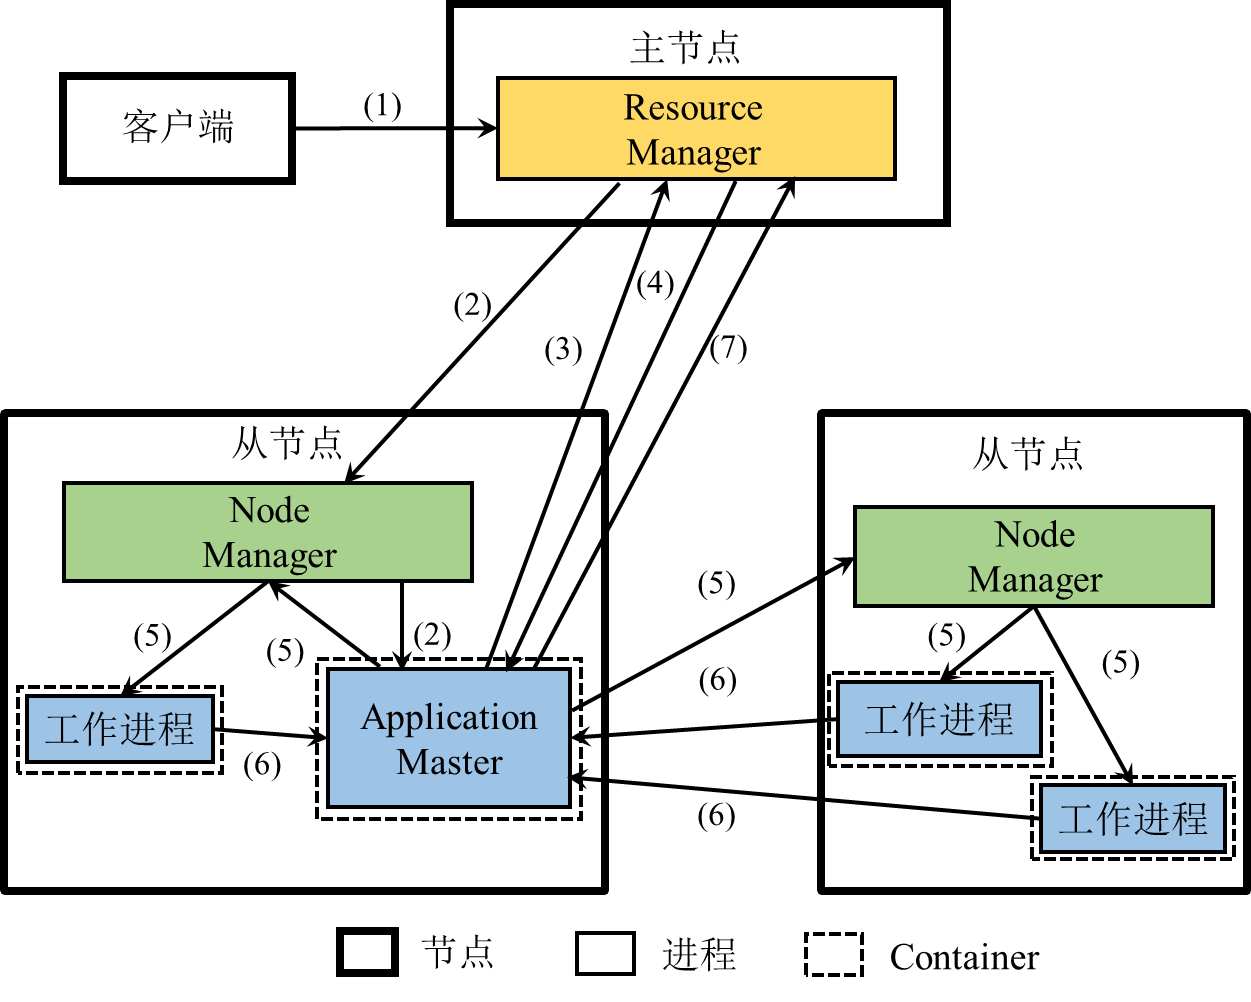 主节点
客户端
(1)
Resource
Manager
(2)
(3)
(4)
(7)
从节点
Node
Manager
(5)
(5)
(2)
工作进程
(6)
Application
Master
(5)
(6)
(6)
从节点
Node
Manager
(5)
(5)
工作进程
工作进程
节点
进程
Container